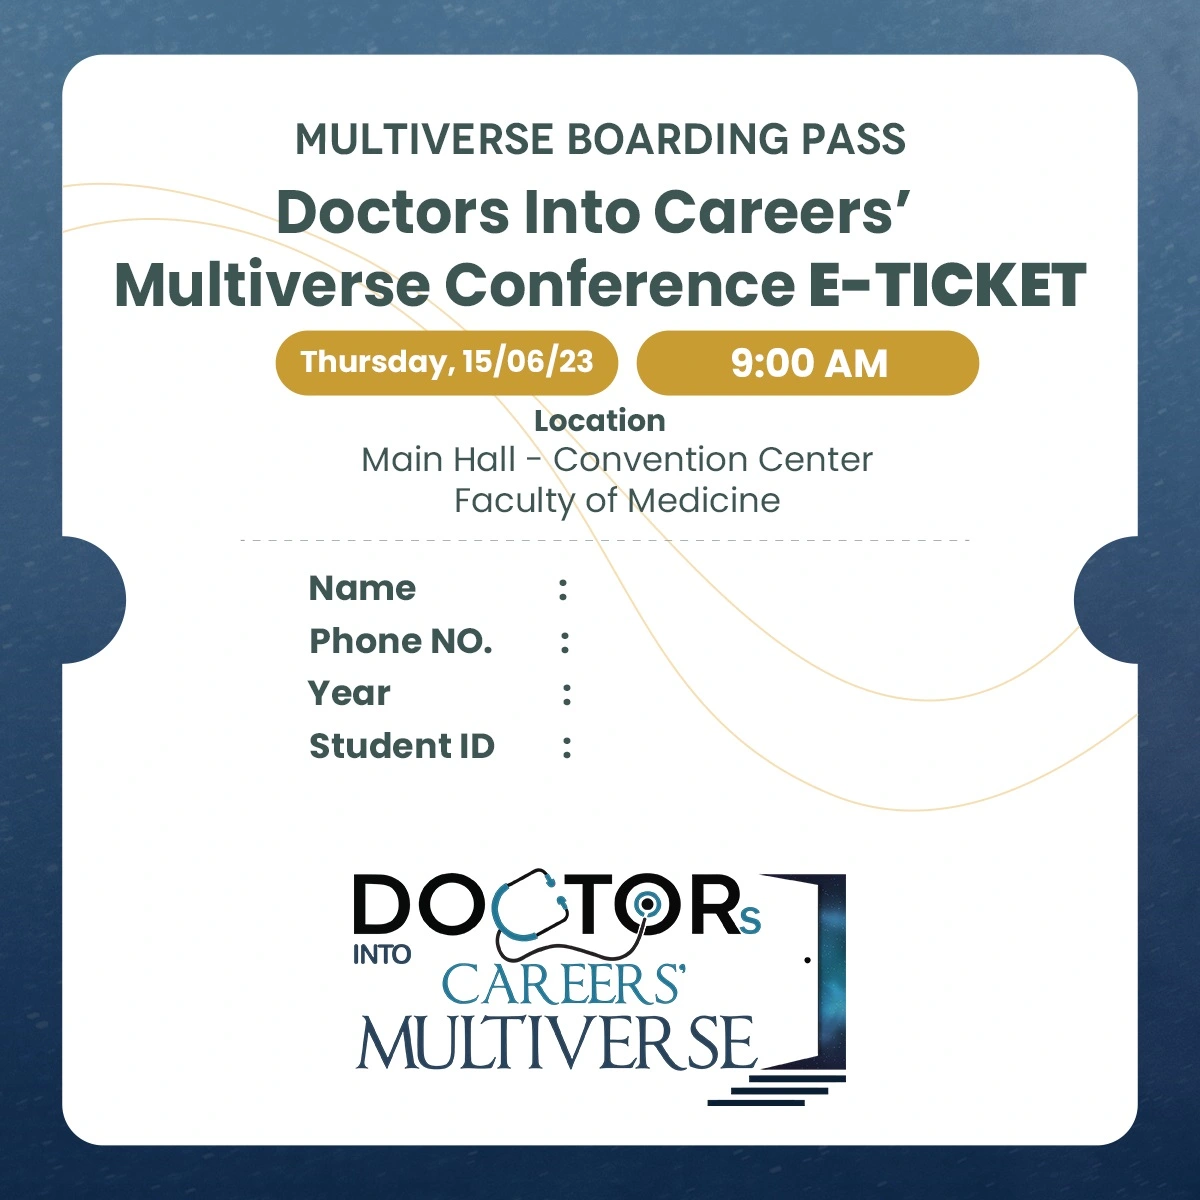 MULTIVERSE BOARDING PASS
Doctors Into Careers’
Multiverse Conference E-TICKET
Thursday, 15/06/23
9:00 AM
Location
Main Hall - Convention Center
Faculty of Medicine
Name :
Phone NO. :
Year :
Student ID :
DOCTORs
INTO
CAREERS’
MULTIVERSE